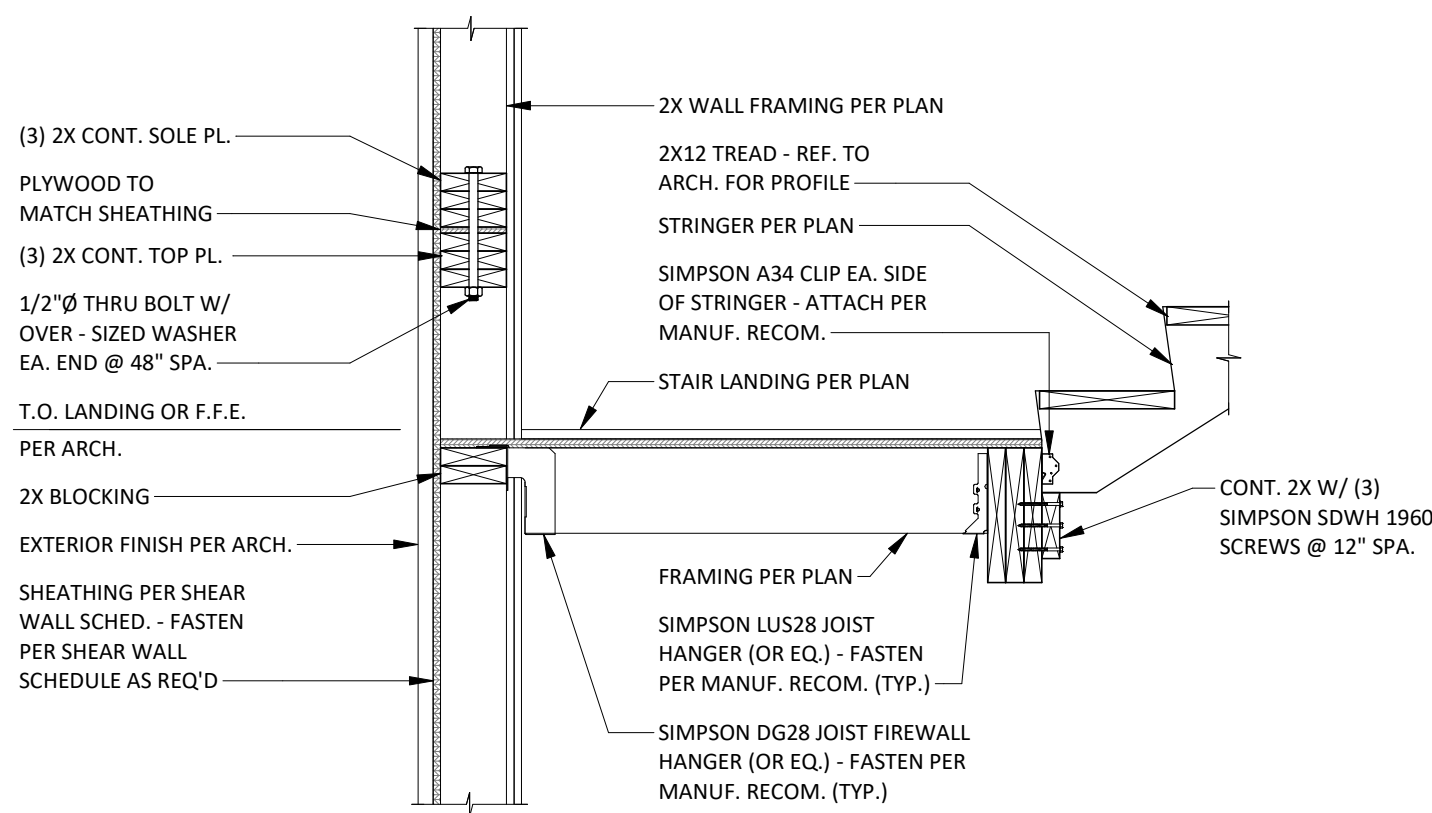 (3) 2X CONT. SOLE PL.
PLYWOOD TO
MATCH SHEATHING
(3) 2X CONT. TOP PL.
1/2"Ø THRU BOLT W/
OVER - SIZED WASHER
EA. END @ 48" SPA.
T.O. LANDING OR F.F.E.
PER ARCH.
2X BLOCKING
EXTERIOR FINISH PER ARCH.
SHEATHING PER SHEAR
WALL SCHED. - FASTEN
PER SHEAR WALL
SCHEDULE AS REQ'D
2X WALL FRAMING PER PLAN
2X12 TREAD - REF. TO
ARCH. FOR PROFILE
STRINGER PER PLAN
SIMPSON A34 CLIP EA. SIDE
OF STRINGER - ATTACH PER
MANUF. RECOM.
STAIR LANDING PER PLAN
FRAMING PER PLAN
SIMPSON LUS28 JOIST
HANGER (OR EQ.) - FASTEN
PER MANUF. RECOM. (TYP.)
SIMPSON DG28 JOIST FIREWALL
HANGER (OR EQ.) - FASTEN PER
MANUF. RECOM. (TYP.)
CONT. 2X W/ (3)
SIMPSON SDWH 1960
SCREWS @ 12" SPA.